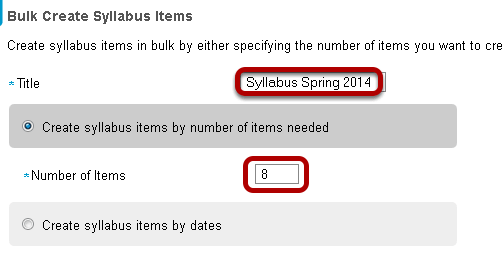 Bulk Create Syllabus Items
Create syllabus items in bulk by either specifying the number of items you want to cre
*Title Syllabus Spring 2014
Create syllabus items by number of items needed
*Number of Items 8
Create syllabus items by dates